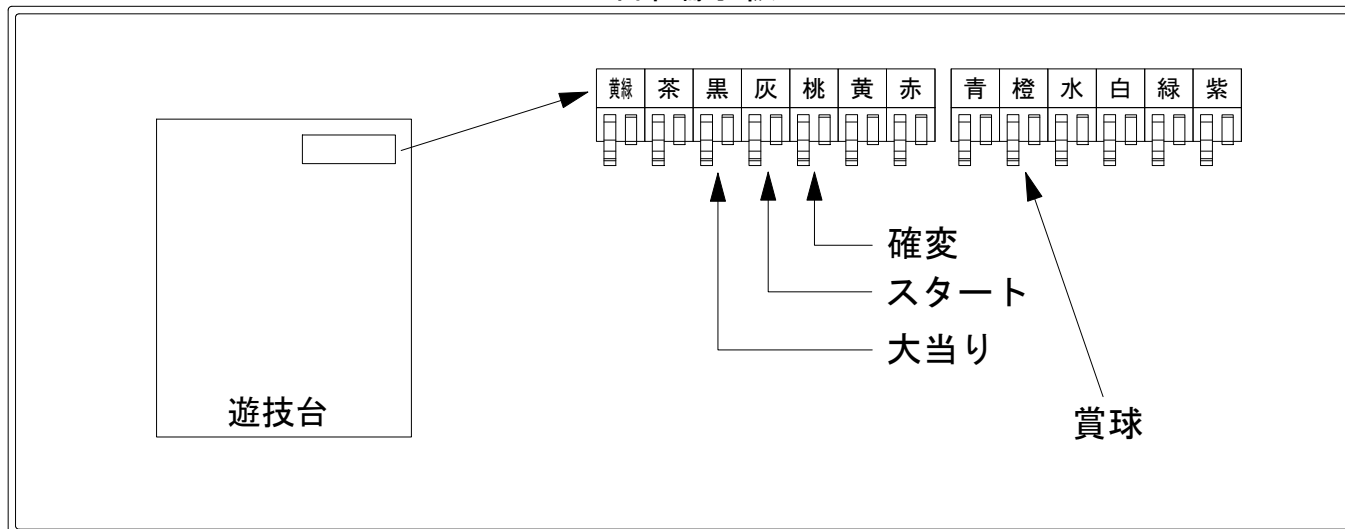 黄緑 茶 黒 灰 桃 黄 赤 青 橙 水 白 緑 紫
確変
スタート
大当り
遊技台
賞球